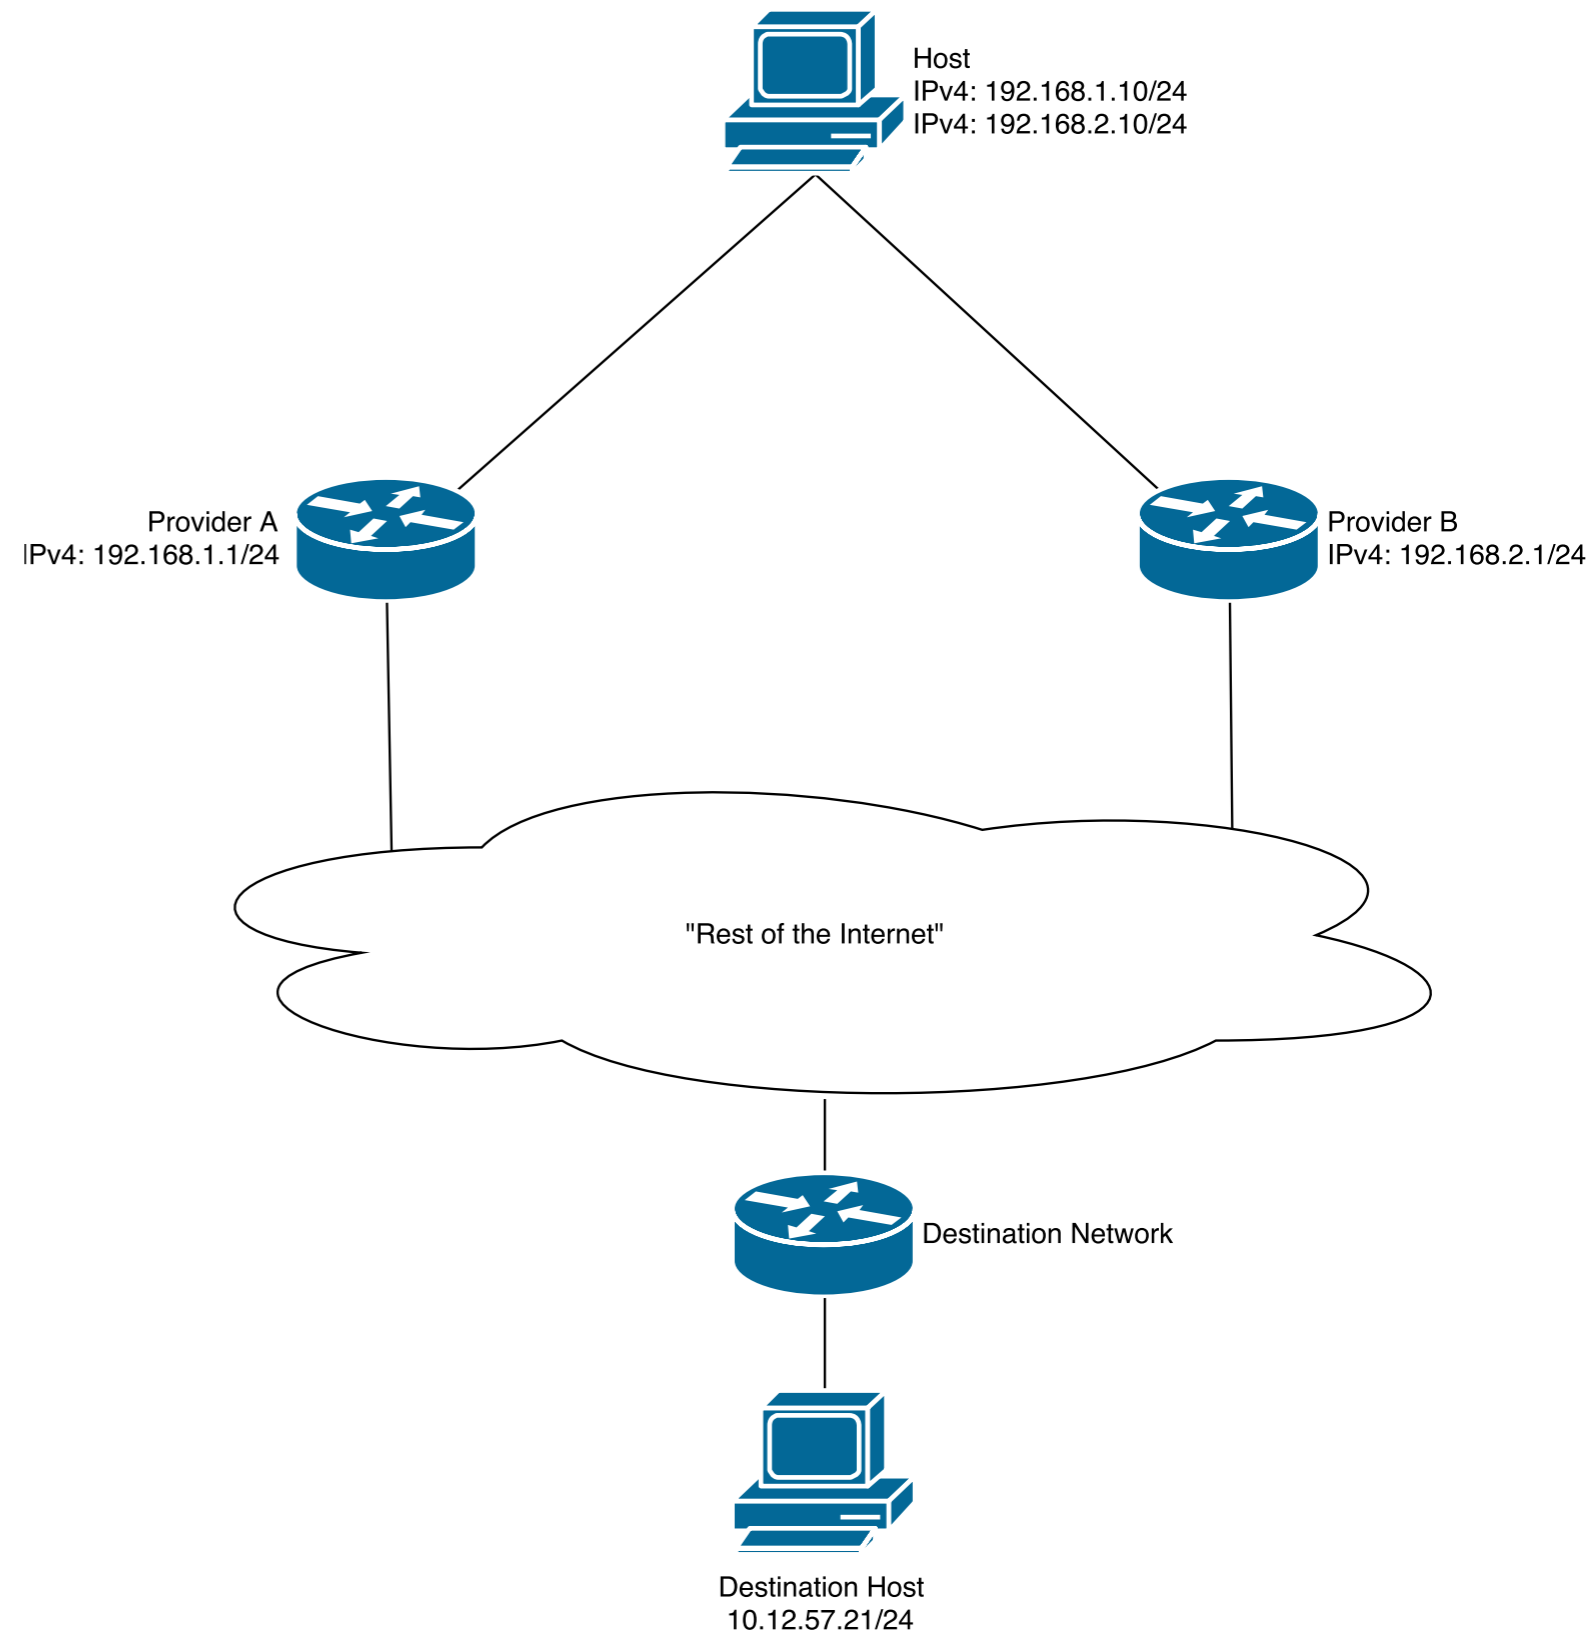 Host
IPv4: 192.168.1.10/24
IPv4: 192.168.2.10/24
Provider A
IPv4: 192.168.1.1/24
Provider B
IPv4: 192.168.2.1/24
"Rest of the Internet"
Destination Network
Destination Host
10.12.57.21/24